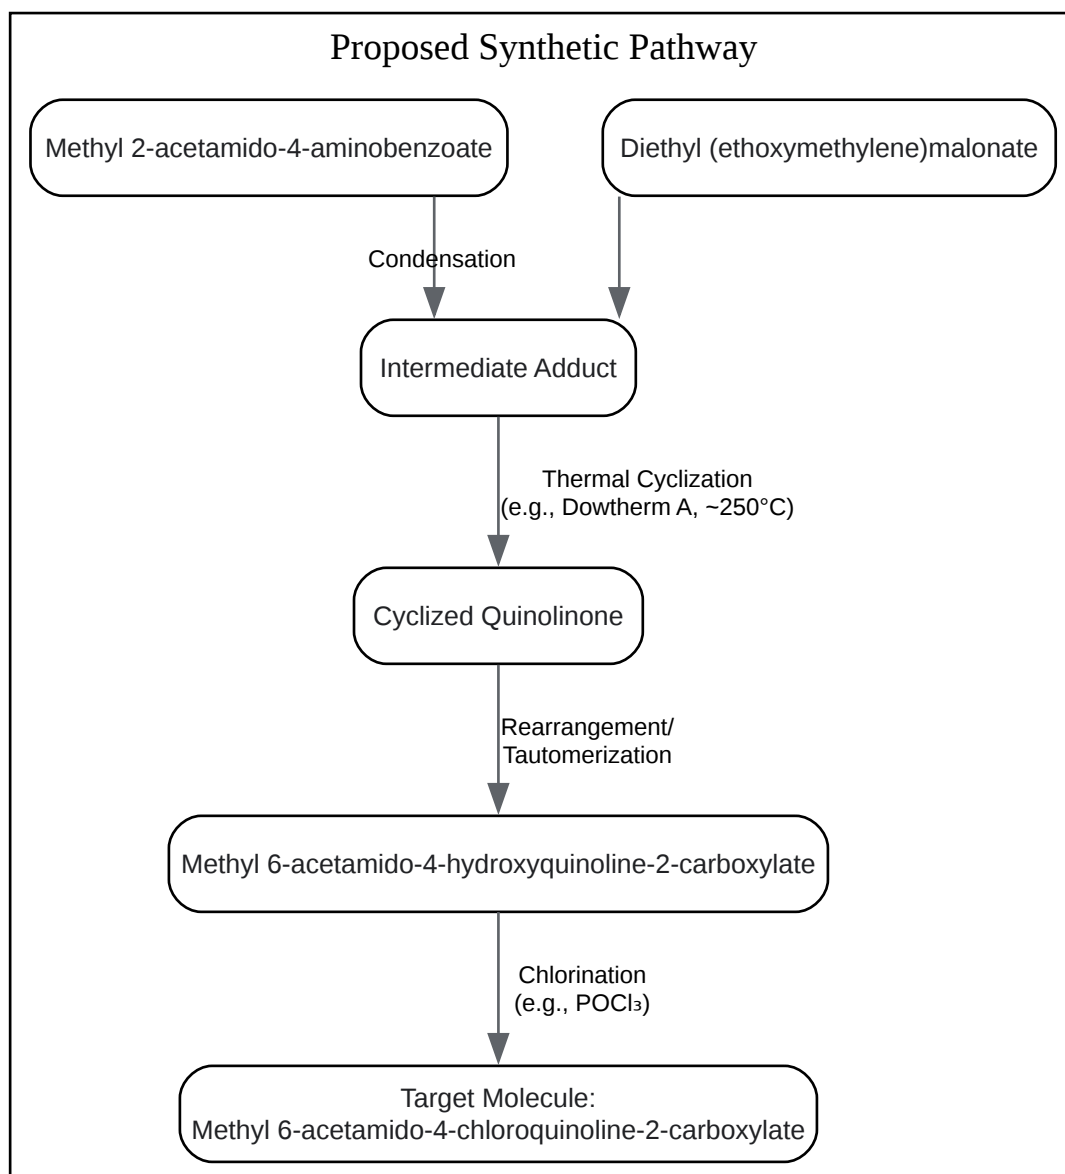 Proposed Synthetic Pathway
Methyl 2-acetamido-4-aminobenzoate
Diethyl (ethoxymethylene)malonate
Condensation
Intermediate Adduct
Thermal Cyclization
(e.g., Dowtherm A, ~250°C)
Cyclized Quinolinone
Rearrangement/
Tautomerization
Methyl 6-acetamido-4-hydroxyquinoline-2-carboxylate
Chlorination
(e.g., POCl₃)
Target Molecule:
Methyl 6-acetamido-4-chloroquinoline-2-carboxylate